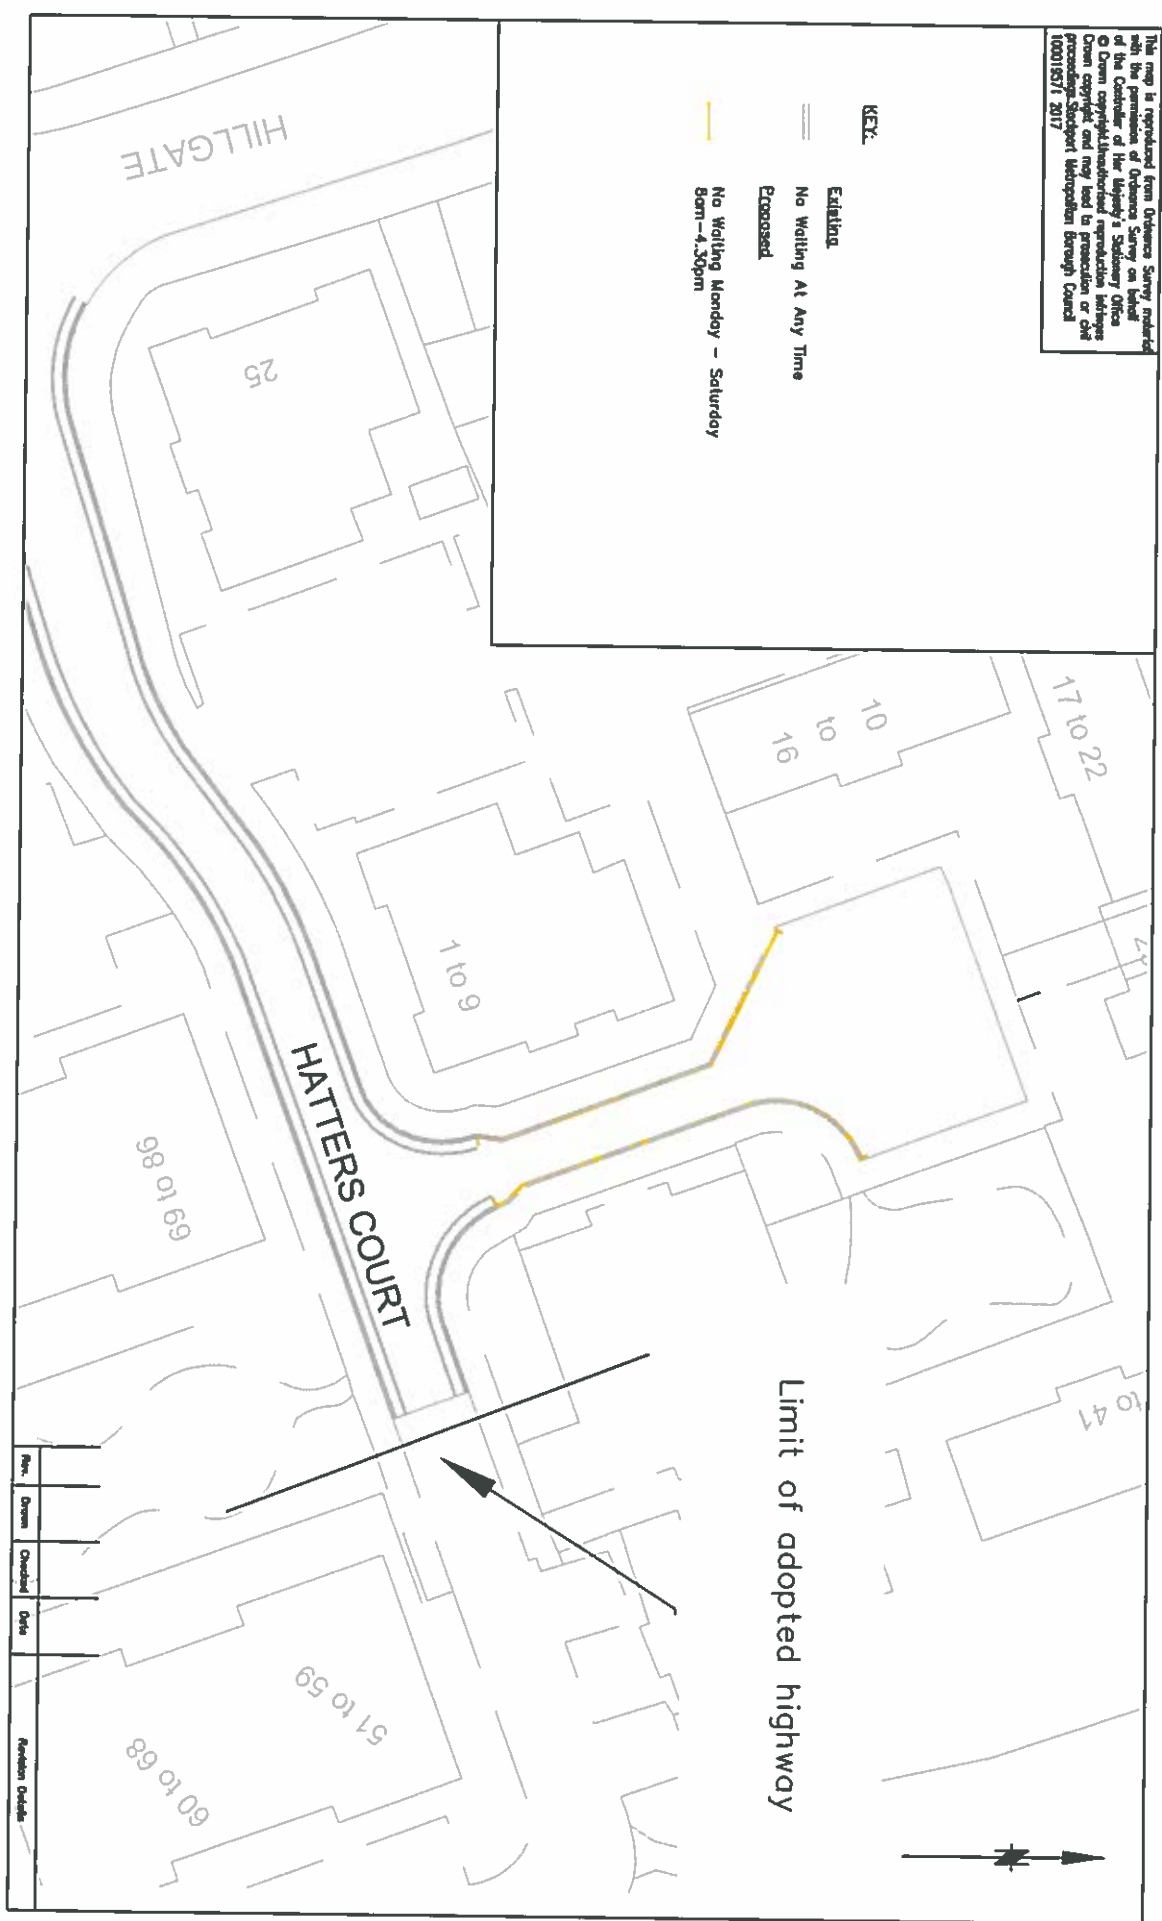 This map is reproduced from Ordnance Survey material
with the permission of Ordnance Survey on behalf
of the Controller of Her Majesty's Stationery Office
© Crown copyright.Unauthorised reproduction infringes
Crown copyright and may lead to prosecution or civil
proceedings.Stockport Metropolitan Borough Council
100019571 2017
KEY:
Existing
No Waiting At Any Time
Proposed
No Waiting Monday - Saturday
8am-4.30pm
HILLGATE
25
17 to 22
10
to
16
1 to 9
HATTERS COURT
69 to 86
Limit of adopted highway
to 41
51 to 59
60 to 68
Rev.
Drawn
Checked
Date
Revision Details